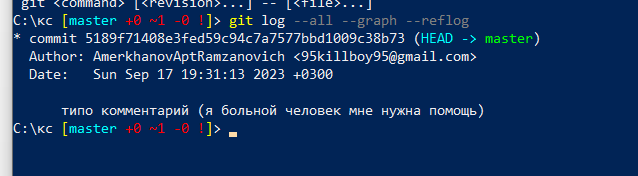 git <command> [<revision>...] -- [<file>...]
C:\кс [master +0 ~1 -0 !]> git log --all --graph --reflog
* commit 5189f71408e3fed59c94c7a7577bbd1009c38b73 (HEAD -> master)
Author: AmerkhanovAptRamzanovich <95killboy95@gmail.com>
Date: Sun Sep 17 19:31:13 2023 +0300
типо комментарий (я больной человек мне нужна помощь)
C:\кс [master +0 ~1 -0 !]>